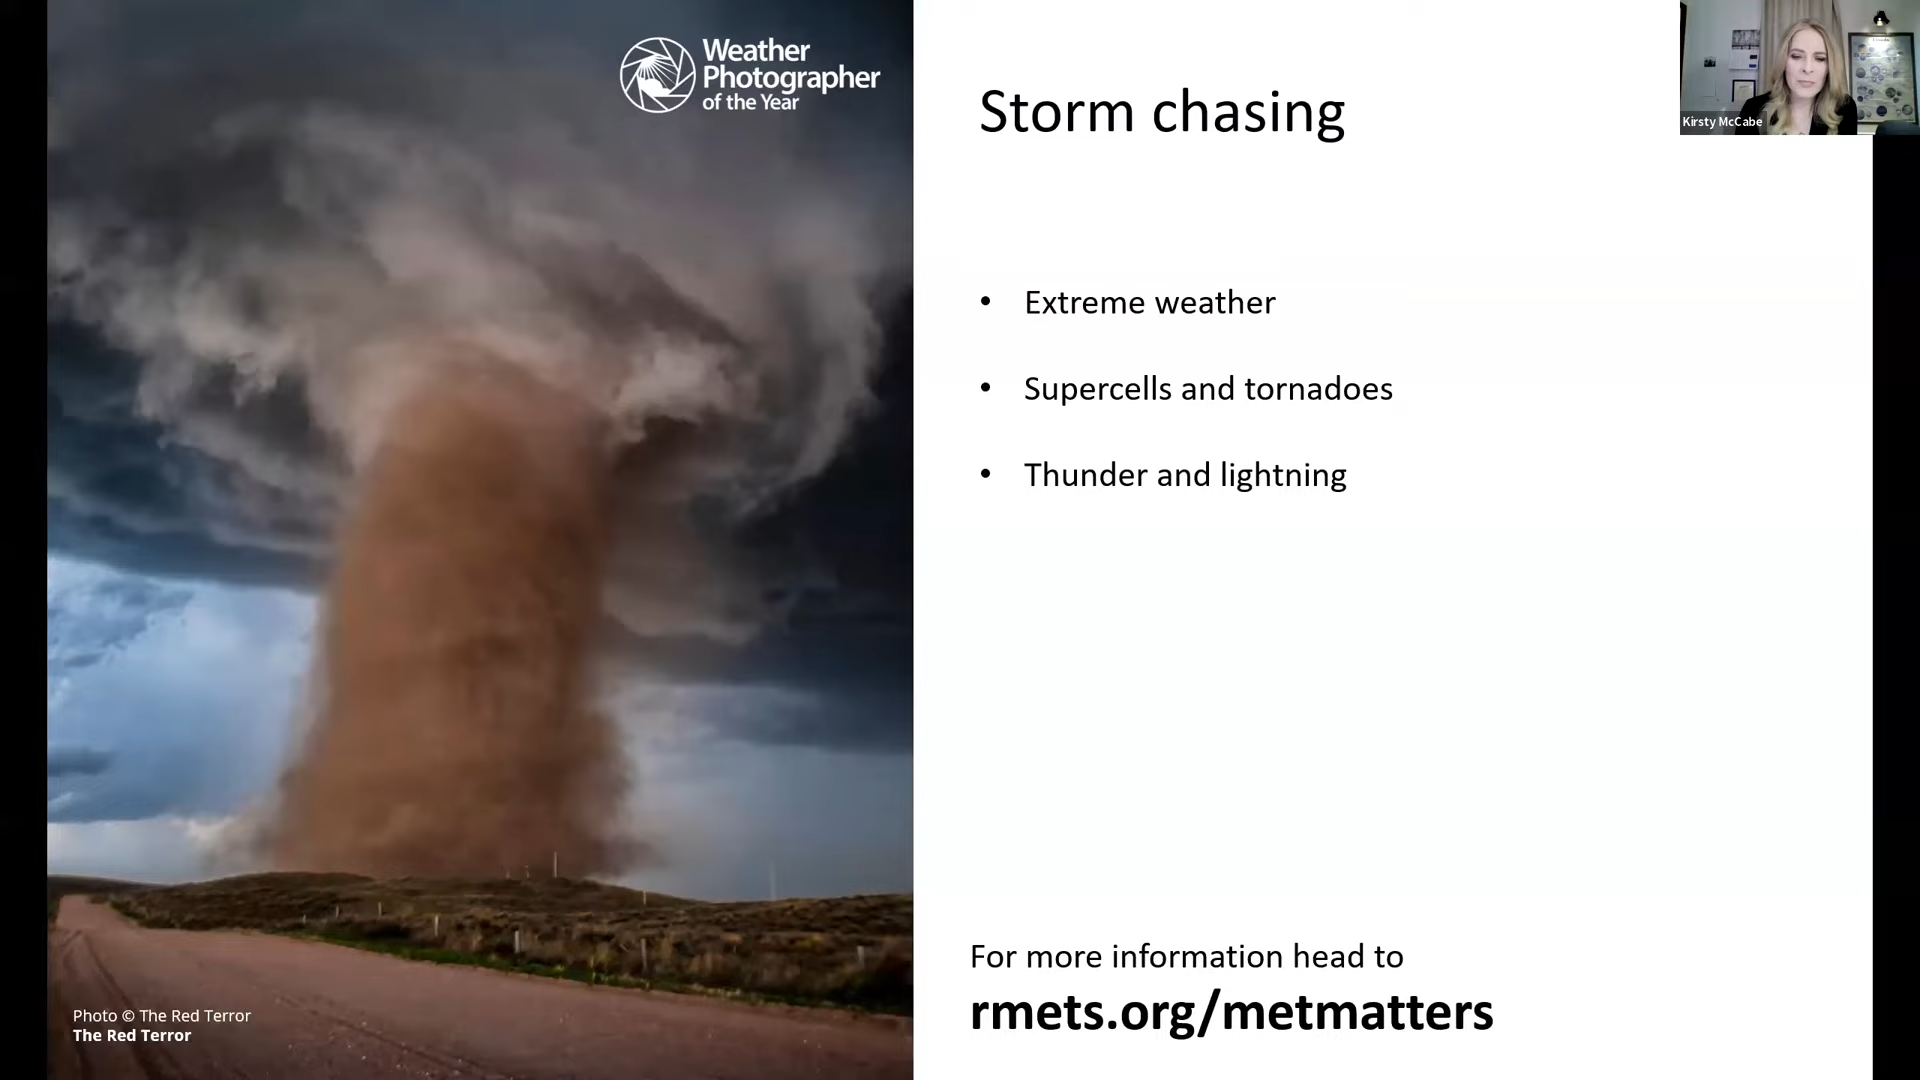 Weather
Photographer
of the Year
Storm chasing
Kirsty McCabe
• Extreme weather
• Supercells and tornadoes
• Thunder and lightning
For more information head to
rmets.org/metmatters
Photo © The Red Terror
The Red Terror